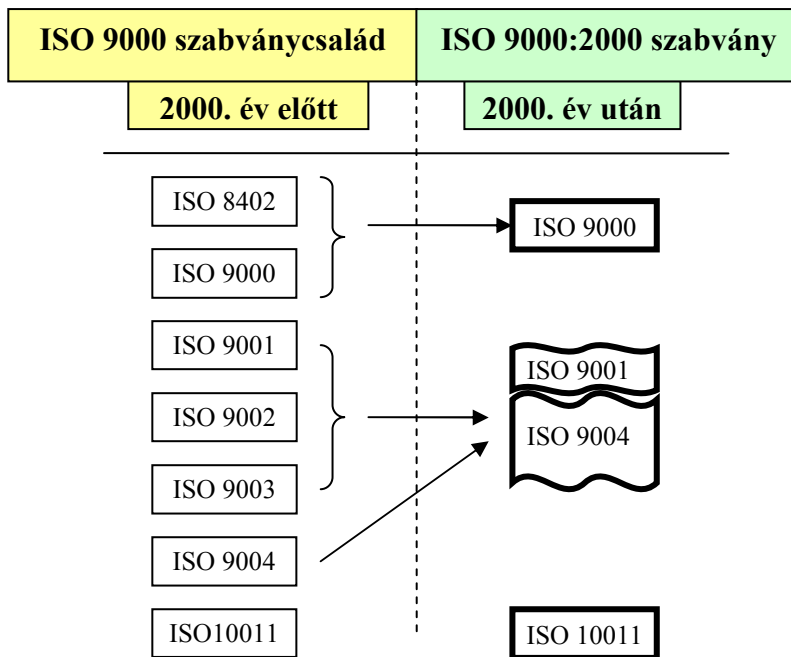 ISO 9000 szabványcsalád
ISO 9000:2000 szabvány
2000. év előtt
2000. év után
ISO 8402
ISO 9000
ISO 9000
ISO 9001
ISO 9001
ISO 9002
ISO 9004
ISO 9003
ISO 9004
ISO10011
ISO 10011